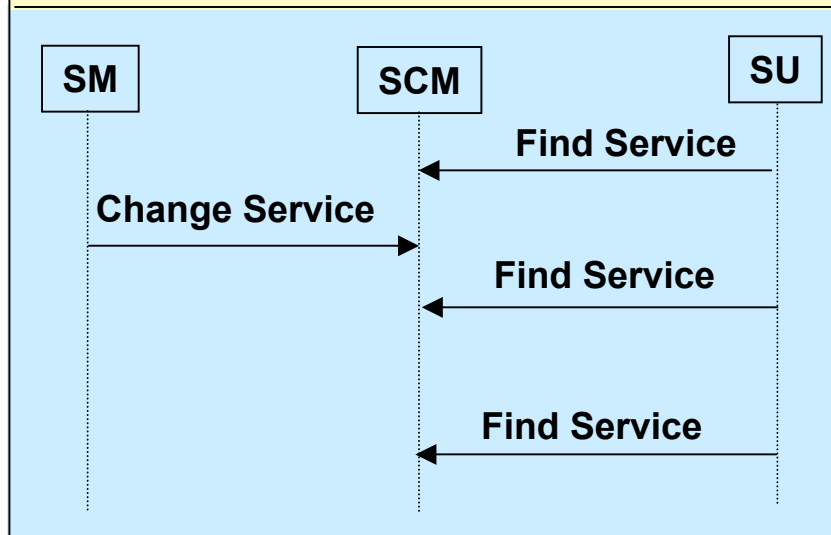 SM
SCM
SU
Find Service
Change Service
Find Service
Find Service